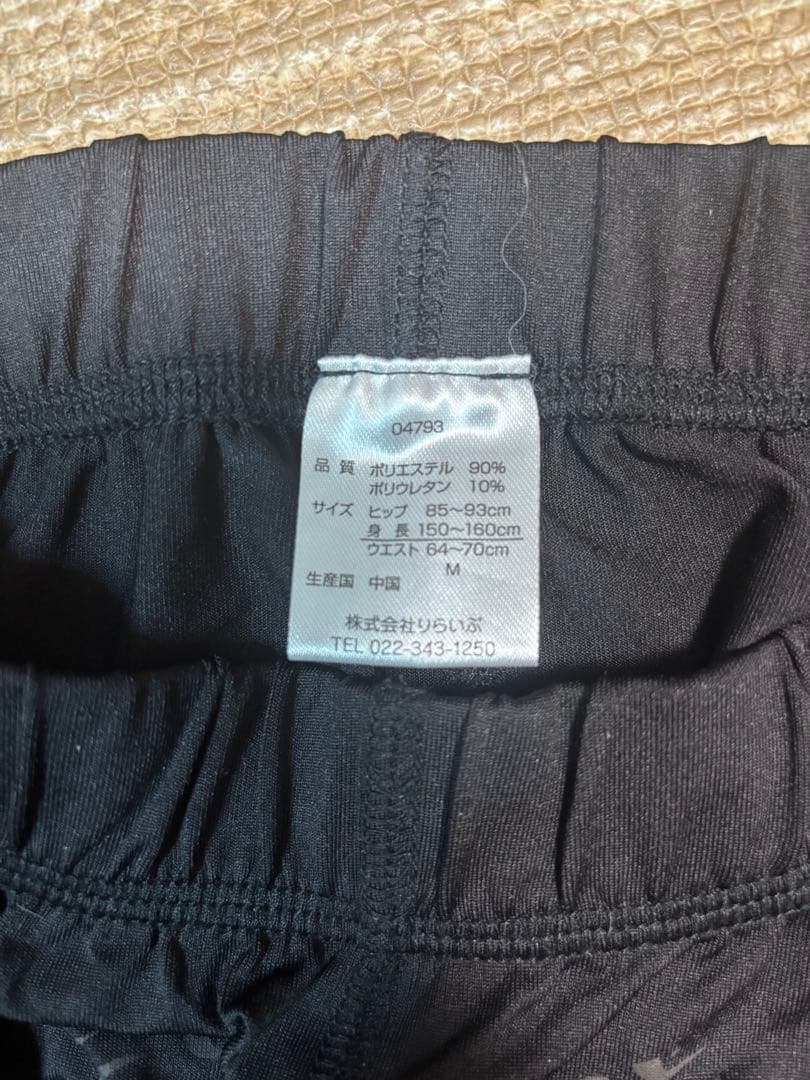 04793
品 質 ポリエステル 90%
ポリウレタン 10%
サイズ ヒップ 85~93cm
身 長 150~160cm
ウエスト 64~70cm
M
生産国 中国
株式会社りらいぶ
TEL 022-343-1250